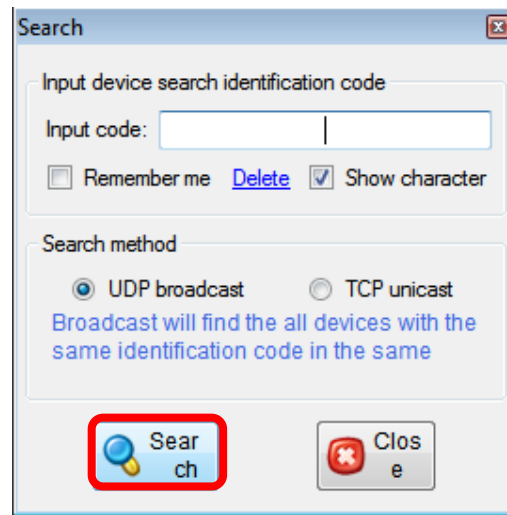 Search
Input device search identification code
Input code:
Remember me Delete Show character
Search method
UDP broadcast TCP unicast
Broadcast will find the all devices with the
same identification code in the same
Sear
ch
Clos
e